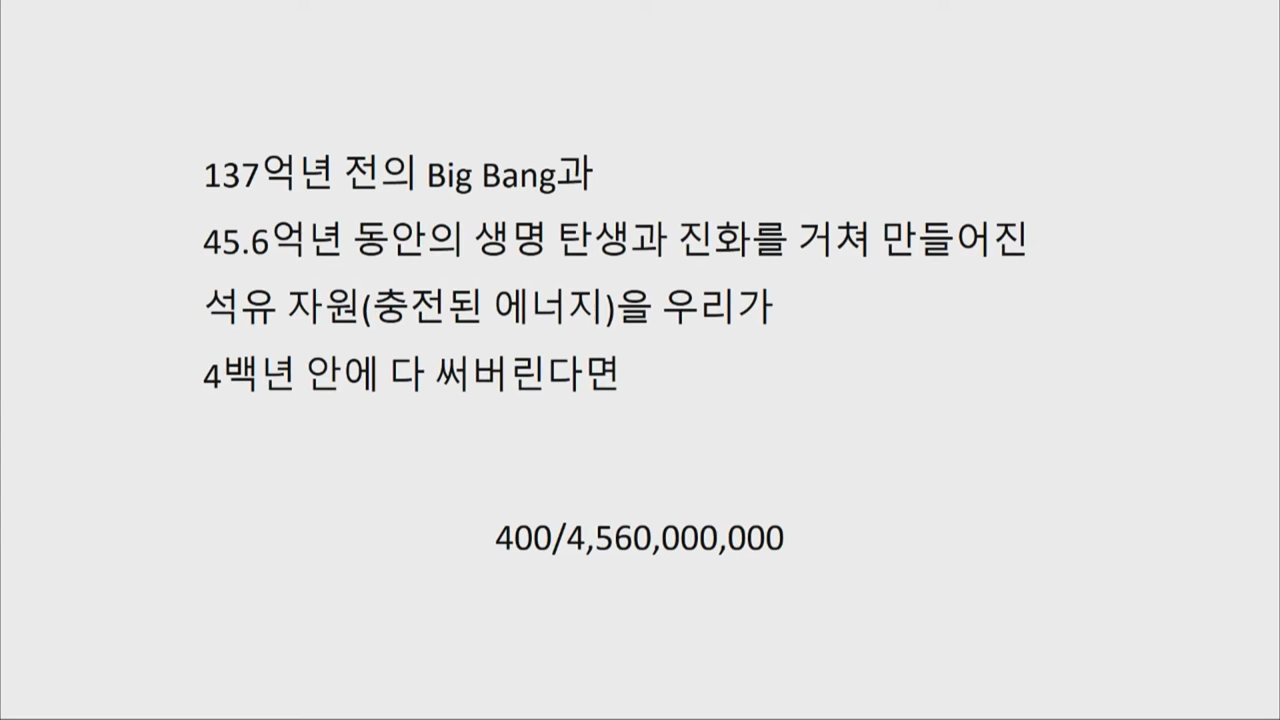 137억년 전의 Big Bang과
45.6억년 동안의 생명 탄생과 진화를 거쳐 만들어진
석유 자원(충전된 에너지)을 우리가
4백년 안에 다 써버린다면
400/4,560,000,000